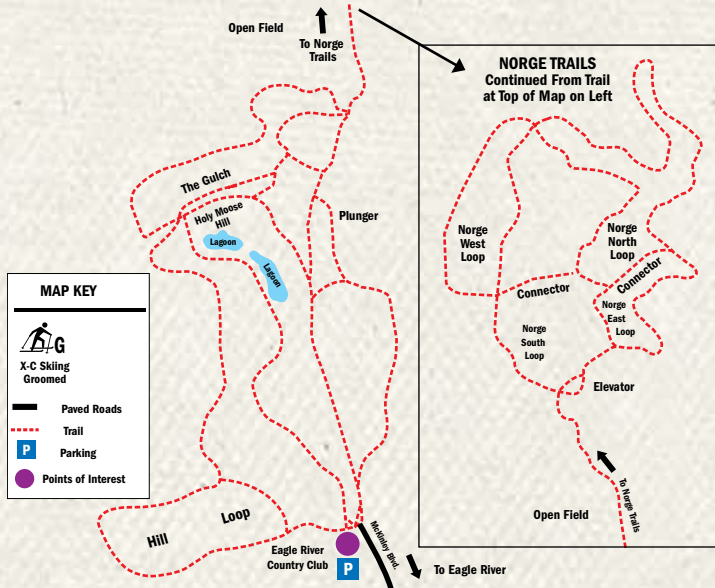 Open Field
To Norge
Trails
NORGE TRAILS
Continued From Trail
at Top of Map on Left
The Gulch
Holy Moose
Hill
Lagoon
Lagoon
Plunger
Norge
West
Loop
Norge
North
Loop
Connector
Connector
Norge
East
Loop
Norge
South
Loop
Elevator
To Norge Trails
Open Field
MAP KEY
G
X-C Skiing
Groomed
Paved Roads
Trail
P
Parking
Points of Interest
Hill
Loop
Eagle River
Country Club
P
McKinley Blvd.
To Eagle River